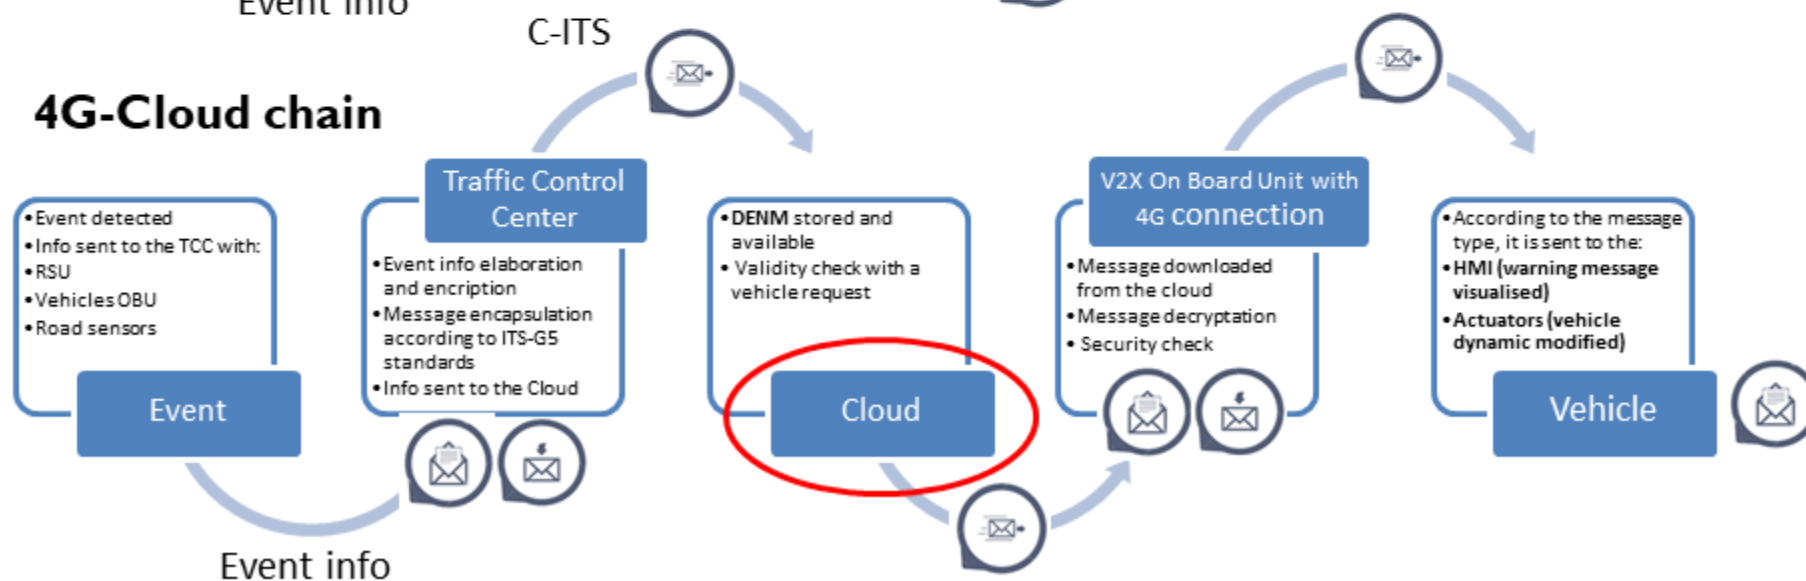 Event info
C-ITS
4G-Cloud chain
•Event detected
•Info sent to the TCC with:
•RSU
•Vehicles OBU
•Road sensors
Event
Event info
Traffic Control
Center
•Event info elaboration
and encription
•Message encapsulation
according to ITS-G5
standards
•Info sent to the Cloud
•DENM stored and
available
• Validity check with a
vehicle request
Cloud
V2X On Board Unit with
4G connection
•Message downloaded
from the cloud
•Message decryptation
• Security check
•According to the message
type, it is sent to the:
•HMI (warning message
visualised)
•Actuators (vehicle
dynamic modified)
Vehicle